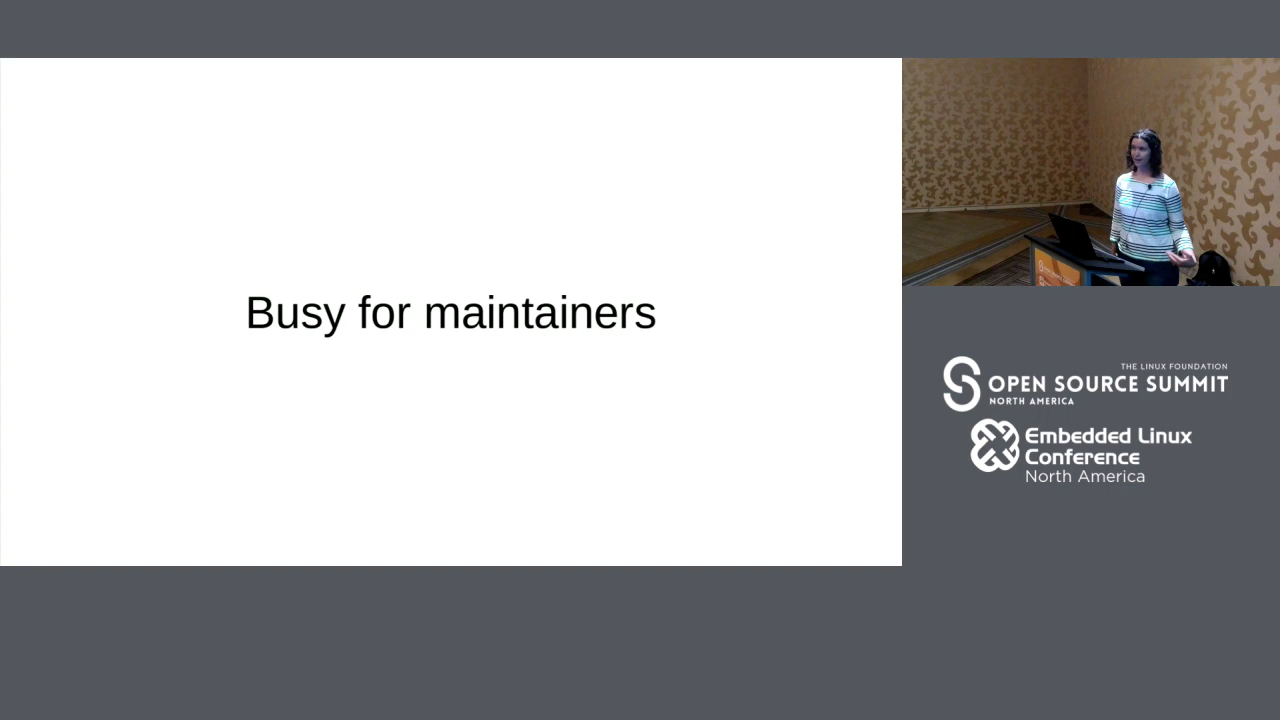 Busy for maintainers
THE LINUX FOUNDATION
OPEN SOURCE SUMMIT
NORTH AMERICA
Embedded Linux
Conference
North America